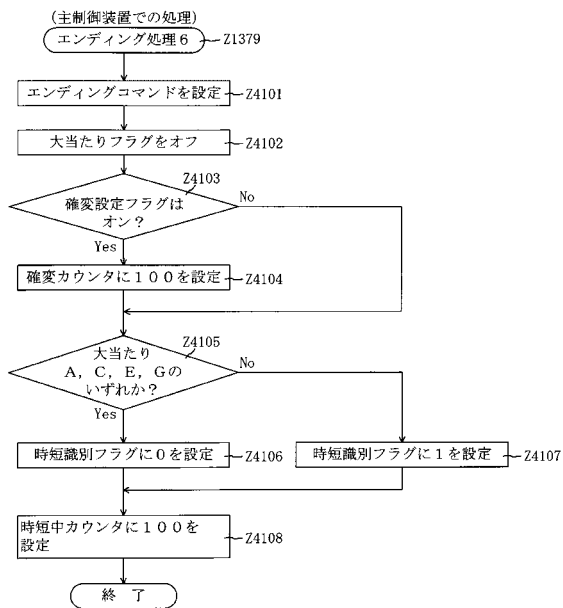 (主制御装置での処理)
エンディング処理6
Z1379
エンディングコマンドを設定
Z4101
大当たりフラグをオフ
Z4102
Z4103
確変設定フラグは
オン?
No
Yes
確変カウンタに100を設定
Z4104
Z4105
大当たり
A, C, E, Gの
いずれか?
No
Yes
時短識別フラグに0を設定
Z4106
時短識別フラグに1を設定
Z4107
時短中カウンタに100を
設定
Z4108
終 了